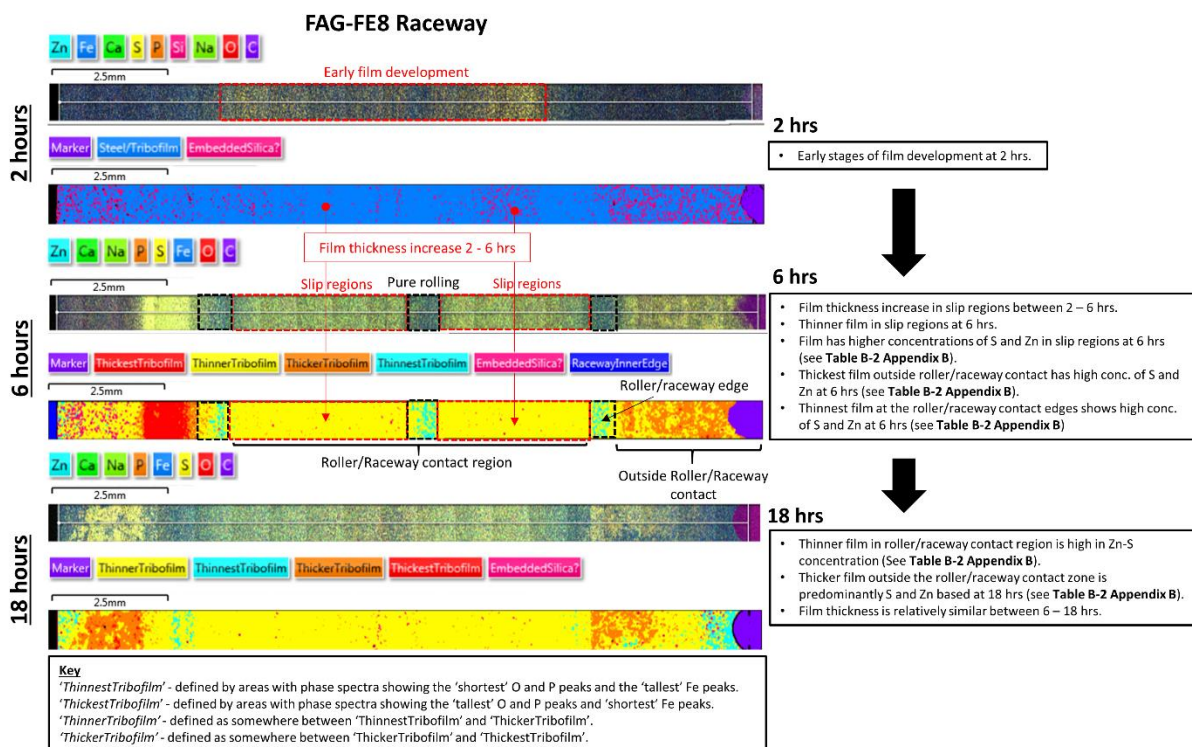 FAG-FE8 Raceway
2 hours
Zn Fe Ca S P Si Na O C
2.5mm
Early film development
Marker Steel/Tribofilm EmbeddedSilica?
2.5mm
2 hrs
• Early stages of film development at 2 hrs.
Film thickness increase 2 - 6 hrs
6 hours
Zn Ca Na P S Fe O C
2.5mm
Slip regions
Pure rolling
Slip regions
Marker ThickestTribofilm ThinnerTribofilm ThickerTribofilm ThinnestTribofilm EmbeddedSilica? RacewayInnerEdge
2.5mm
Roller/raceway edge
Roller/Raceway contact region
Outside Roller/Raceway
contact
6 hrs
• Film thickness increase in slip regions between 2 – 6 hrs.
• Thinner film in slip regions at 6 hrs.
• Film has higher concentrations of S and Zn in slip regions at 6 hrs
(see Table B-2 Appendix B).
• Thickest film outside roller/raceway contact has high conc. of S and
Zn at 6 hrs (see Table B-2 Appendix B).
• Thinnest film at the roller/raceway contact edges shows high conc.
of S and Zn at 6 hrs (see Table B-2 Appendix B)
18 hours
Zn Ca Na P Fe S O C
2.5mm
Marker ThinnerTribofilm ThinnestTribofilm ThickerTribofilm ThickestTribofilm EmbeddedSilica?
2.5mm
18 hrs
• Thinner film in roller/raceway contact region is high in Zn-S
concentration (See Table B-2 Appendix B).
• Thicker film outside the roller/raceway contact zone is
predominantly S and Zn based at 18 hrs (see Table B-2 Appendix B).
• Film thickness is relatively similar between 6 – 18 hrs.
Key
'ThinnestTribofilm' - defined by areas with phase spectra showing the 'shortest' O and P peaks and the 'tallest' Fe peaks.
'ThickestTribofilm' - defined by areas with phase spectra showing the 'tallest' O and P peaks and 'shortest' Fe peaks.
'ThinnerTribofilm' - defined as somewhere between 'ThinnestTribofilm' and 'ThickerTribofilm'.
'ThickerTribofilm' - defined as somewhere between 'ThickerTribofilm' and 'ThickestTribofilm'.